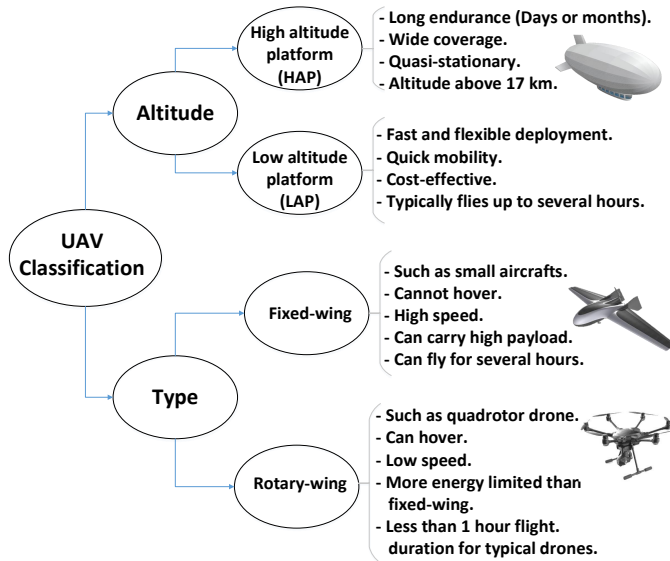 UAV
Classification
Altitude
High altitude
platform
(HAP)
- Long endurance (Days or months).
- Wide coverage.
- Quasi-stationary.
- Altitude above 17 km.
Low altitude
platform
(LAP)
- Fast and flexible deployment.
- Quick mobility.
- Cost-effective.
- Typically flies up to several hours.
Type
Fixed-wing
- Such as small aircrafts.
- Cannot hover.
- High speed.
- Can carry high payload.
- Can fly for several hours.
Rotary-wing
- Such as quadrotor drone.
- Can hover.
- Low speed.
- More energy limited than
fixed-wing.
- Less than 1 hour flight.
duration for typical drones.